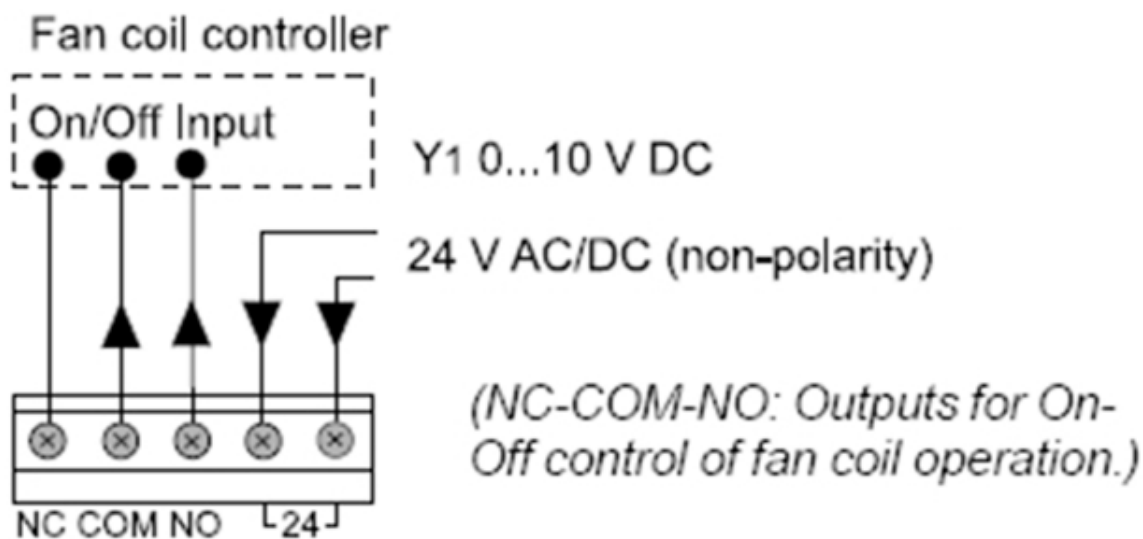 Fan coil controller
On/Off Input
Y1 0...10 V DC
24 V AC/DC (non-polarity)
(NC-COM-NO: Outputs for On-
Off control of fan coil operation.)
NC COM NO 24